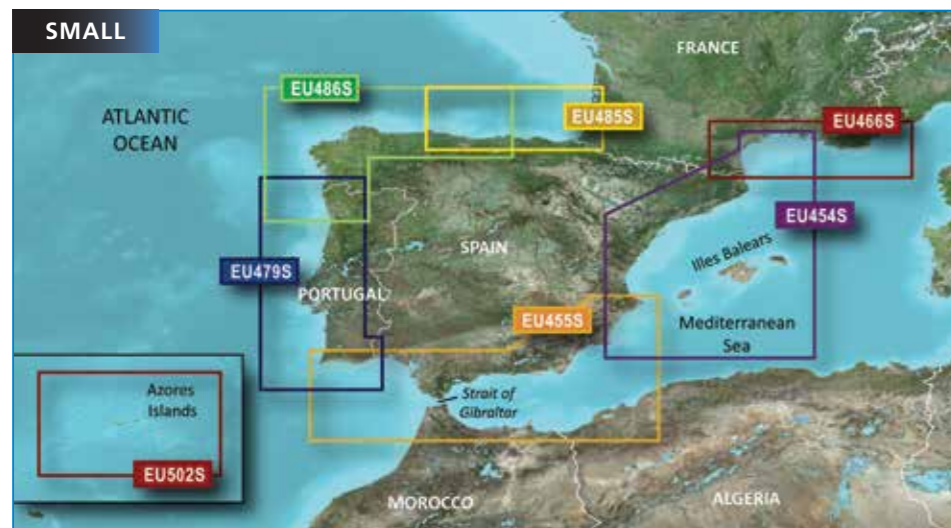 SMALL
FRANCE
EU486S
ATLANTIC
OCEAN
EU485S
EU466S
EU454S
SPAIN
Illes Balears
EU479S
PORTUGAL
EU455S
Mediterranean
Sea
Azores
Islands
Strait of
Gibraltar
EU502S
MOROCCO
ALGERIA